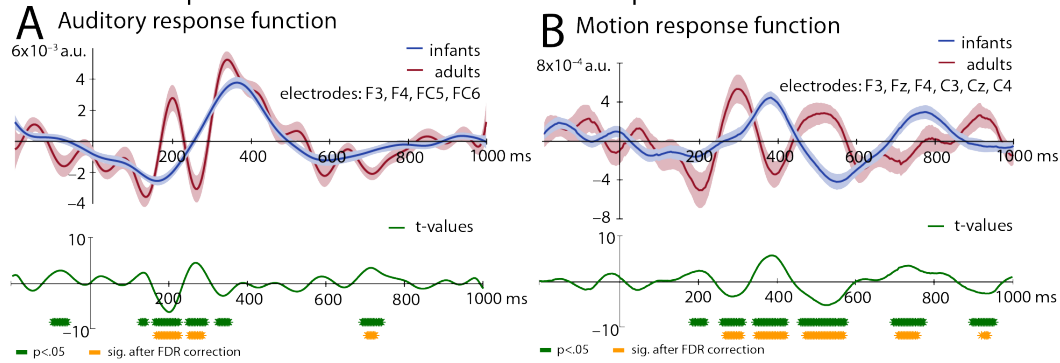 A Auditory response function
6x10⁻³ a.u.
infants
adults
electrodes: F3, F4, FC5, FC6
4
2
−2
−4
200 400 600 800 1000 ms
t-values
10
−10
200 400 600 800 1000 ms
p<.05 sig. after FDR correction
B Motion response function
8x10⁻⁴ a.u.
infants
adults
electrodes: F3, Fz, F4, C3, Cz, C4
4
−4
−8
200 400 600 800 1000 ms
t-values
10
−10
200 400 600 800 1000 ms
p<.05 sig. after FDR correction